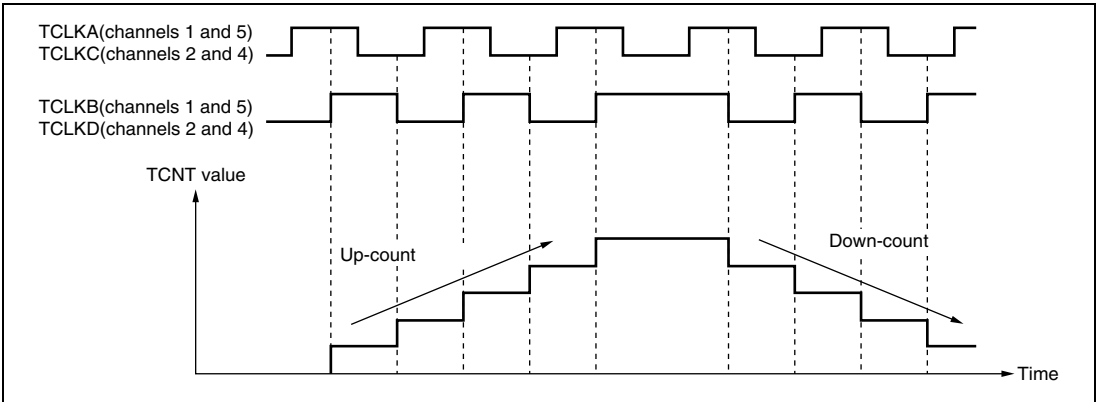 TCLKA(channels 1 and 5)
TCLKC(channels 2 and 4)
TCLKB(channels 1 and 5)
TCLKD(channels 2 and 4)
TCNT value
Up-count
Down-count
Time